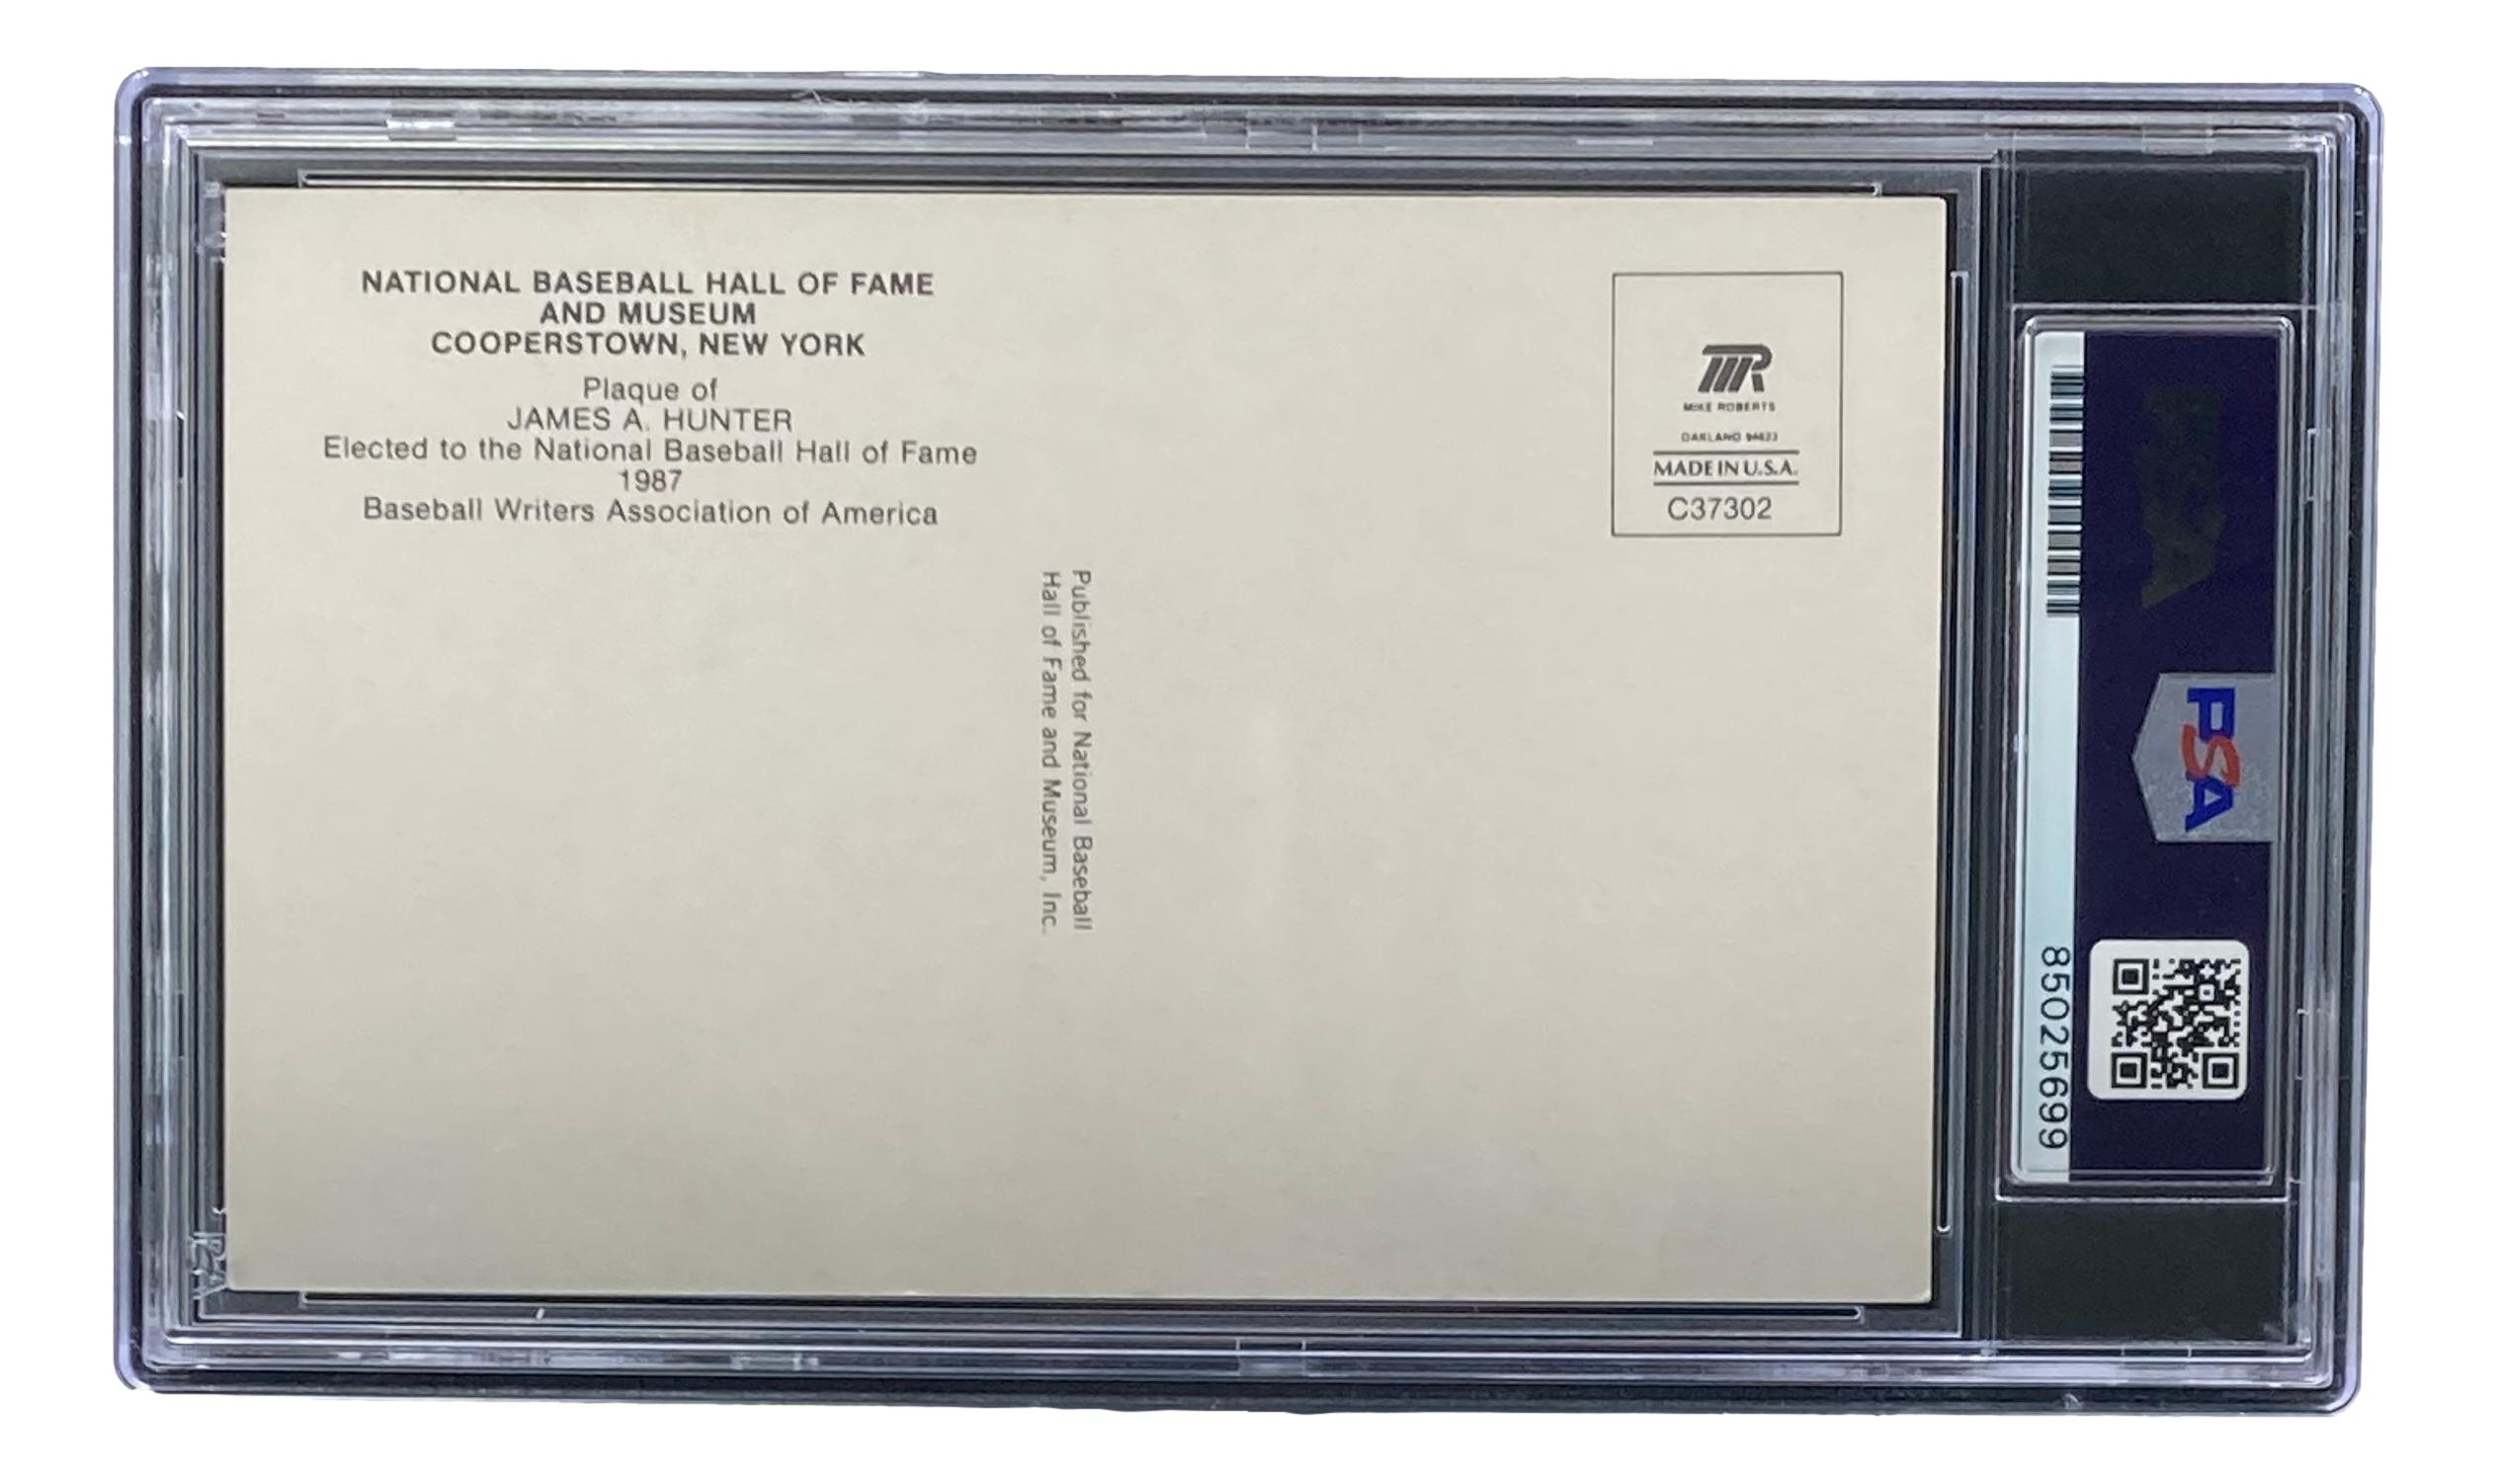 NATIONAL BASEBALL HALL OF FAME
AND MUSEUM
COOPERSTOWN, NEW YORK
Plaque of
JAMES A. HUNTER
Elected to the National Baseball Hall of Fame
1987
Baseball Writers Association of America
Published for National Baseball
Hall of Fame and Museum, Inc.
MIKE ROBERTS
OAKLAND 94623
MADE IN U.S.A.
C37302
PSA
85025699
PSA